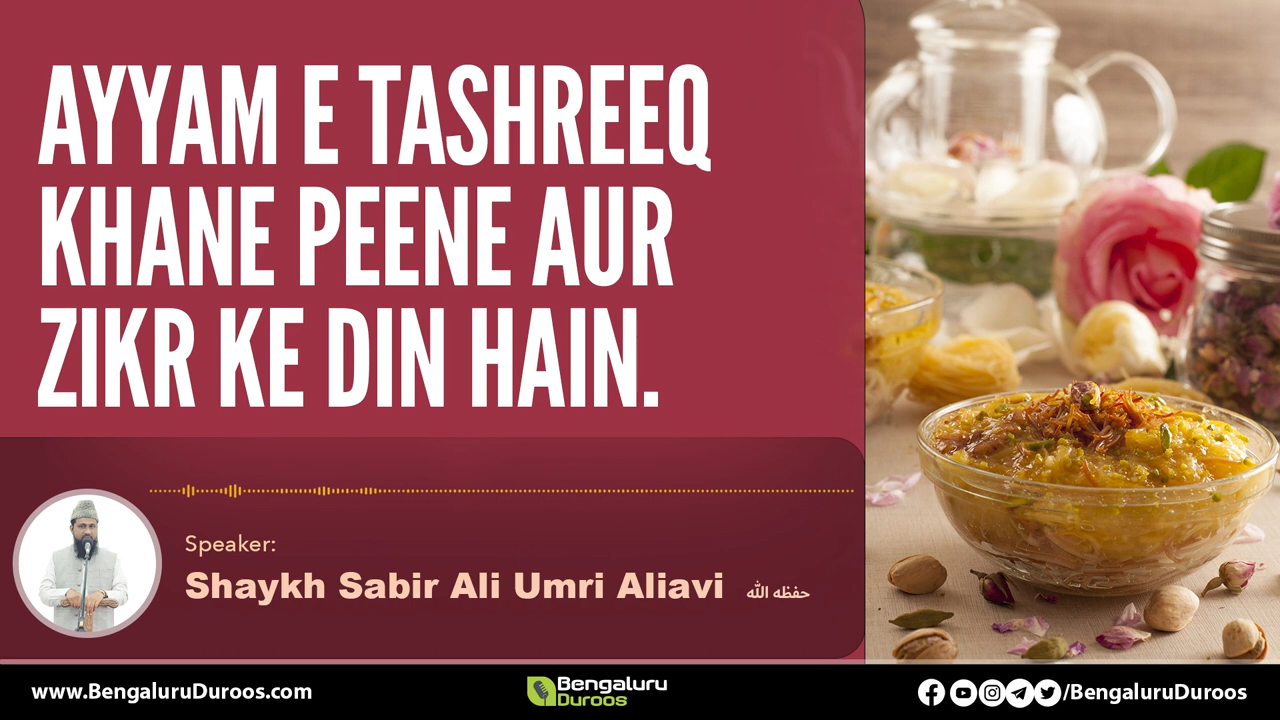 AYYAM E TASHREEQ
KHANE PEENE AUR
ZIKR KE DIN HAIN.
Speaker:
Shaykh Sabir Ali Umri Aliavi حفظه الله
www.BengaluruDuroos.com
Bengaluru
Duroos
/BengaluruDuroos